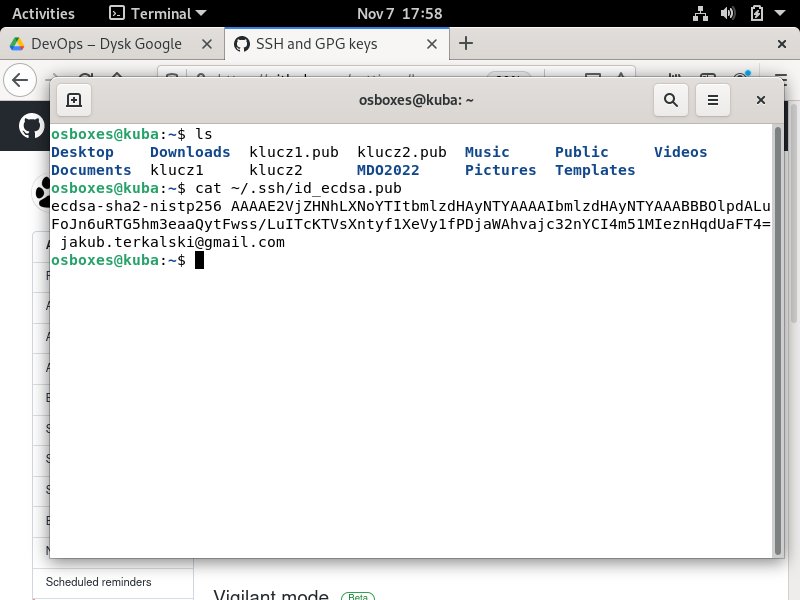 Activities Terminal Nov 7 17:58
DevOps – Dysk Google SSH and GPG keys
osboxes@kuba: ~
osboxes@kuba:~$ ls
Desktop Downloads klucz1.pub klucz2.pub Music Public Videos
Documents klucz1 klucz2 MDO2022 Pictures Templates
osboxes@kuba:~$ cat ~/.ssh/id_ecdsa.pub
ecdsa-sha2-nistp256 AAAAE2VjZHNhLXNoYTItbmlzdHAyNTYAAAAIbmlzdHAyNTYAAABBBOlpdALu
FoJn6uRTG5hm3eaaQytFwss/LuITcKTVsXntyf1XeVy1fPDjaWAhvajc32nYCI4m51MIeznHqdUaFT4=
jakub.terkalski@gmail.com
osboxes@kuba:~$
Scheduled reminders
Vigilant mode Beta